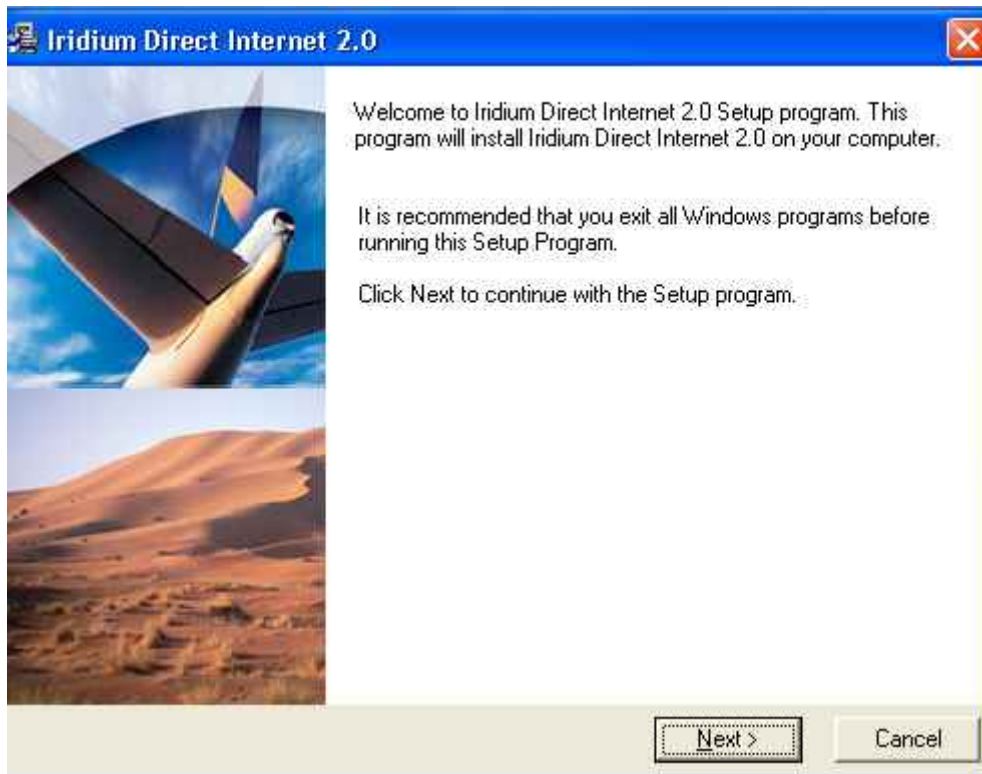 Iridium Direct Internet 2.0
Welcome to Iridium Direct Internet 2.0 Setup program. This
program will install Iridium Direct Internet 2.0 on your computer.
It is recommended that you exit all Windows programs before
running this Setup Program.
Click Next to continue with the Setup program.
Next >
Cancel